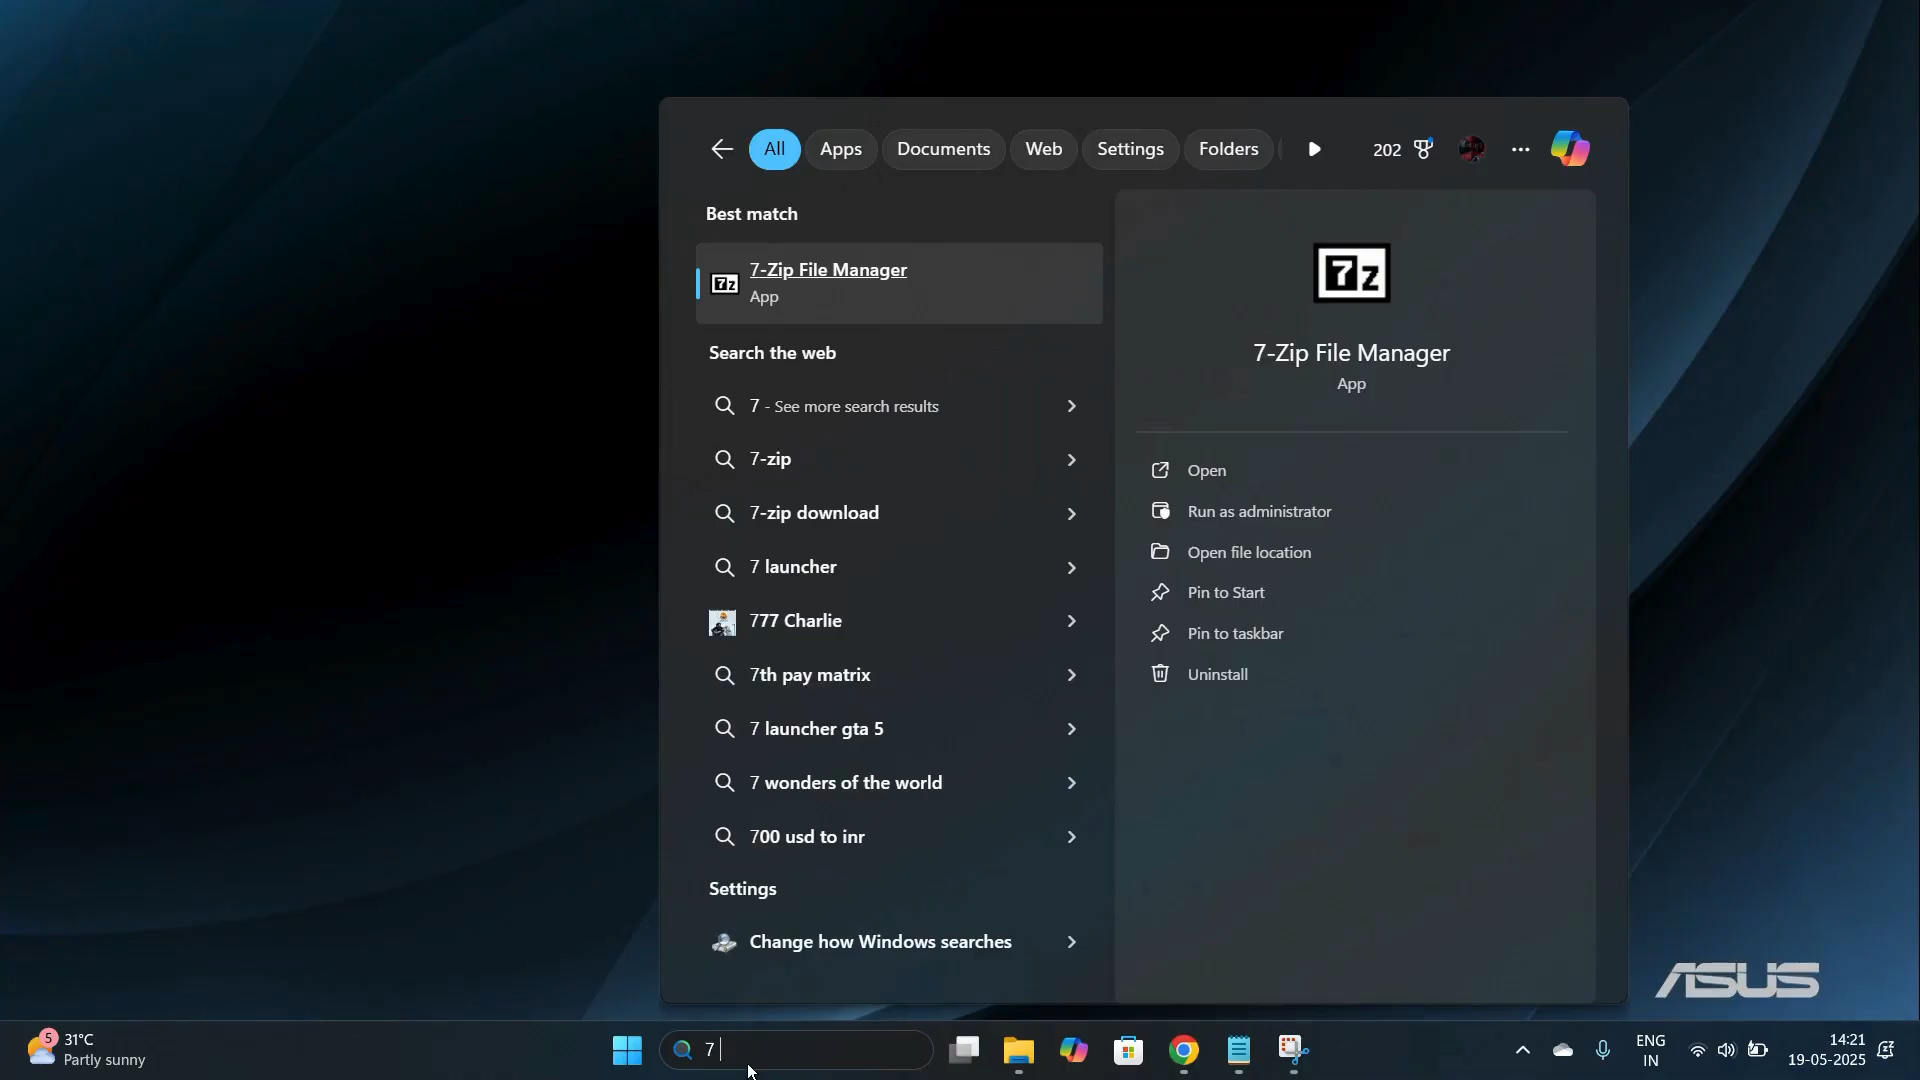 All
Apps
Documents
Web
Settings
Folders
202
Best match
7-Zip File Manager
App
Search the web
7 - See more search results
7-zip
7-zip download
7 launcher
777 Charlie
7th pay matrix
7 launcher gta 5
7 wonders of the world
700 usd to inr
Settings
Change how Windows searches
7z
7-Zip File Manager
App
Open
Run as administrator
Open file location
Pin to Start
Pin to taskbar
Uninstall
ASUS
5
31°C
Partly sunny
7
ENG
IN
14:21
19-05-2025